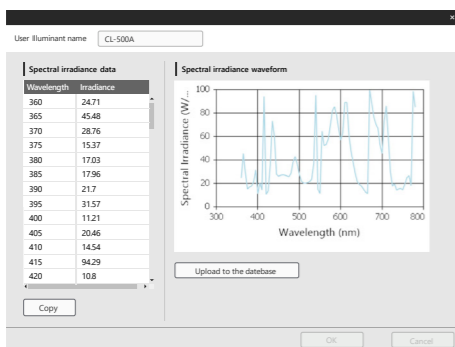 ×
User Illuminant name CL-500A
Spectral irradiance data
Wavelength Irradiance
360 24.71
365 45.48
370 28.76
375 15.37
380 17.03
385 17.96
390 21.7
395 31.57
400 11.21
405 20.46
410 14.54
415 94.29
420 10.8
Copy
Spectral irradiance waveform
Spectral Irradiance (W/...
100
80
60
40
20
0
300 400 500 600 700 800
Wavelength (nm)
Upload to the datebase
OK Cancel